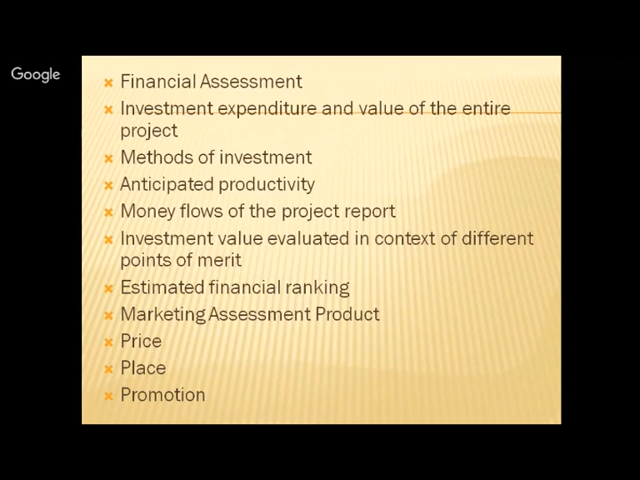 Google
Financial Assessment
Investment expenditure and value of the entire
project
Methods of investment
Anticipated productivity
Money flows of the project report
Investment value evaluated in context of different
points of merit
Estimated financial ranking
Marketing Assessment Product
Price
Place
Promotion